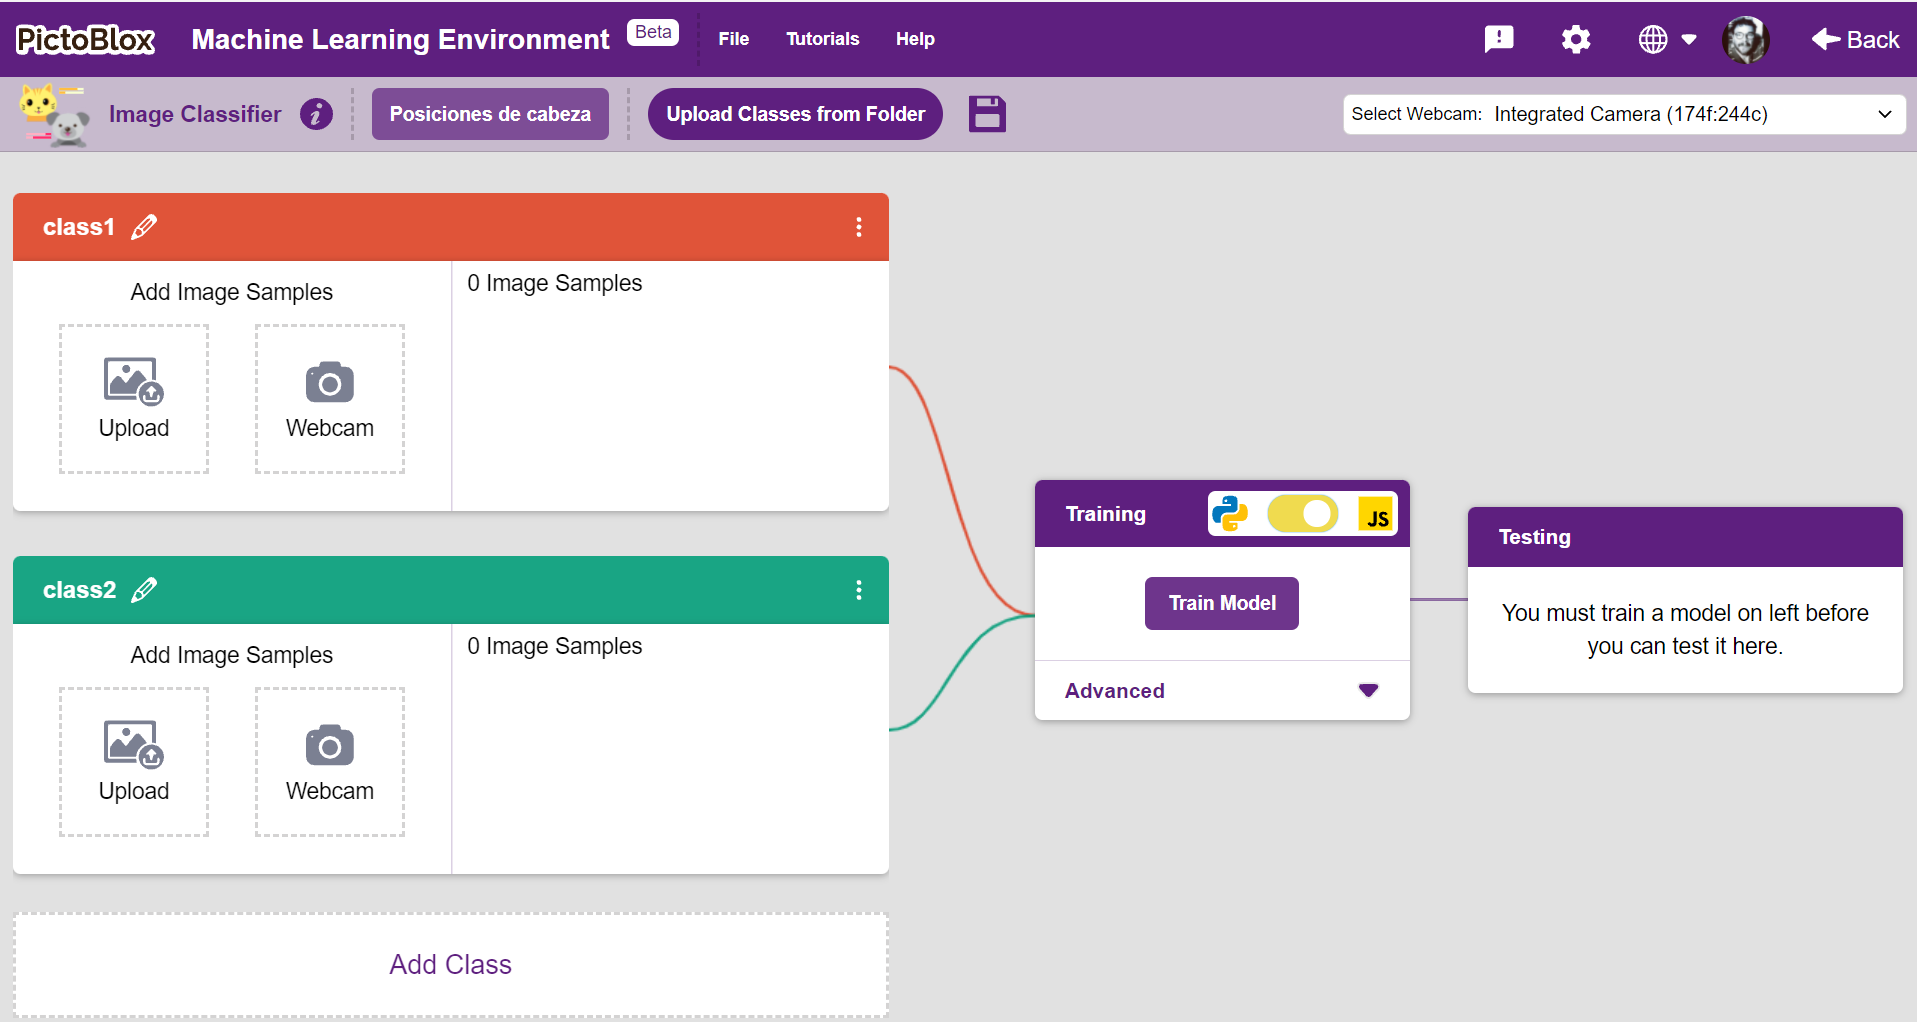 PictoBlox
Machine Learning Environment
Beta
File
Tutorials
Help
Back
Image Classifier
i
Posiciones de cabeza
Upload Classes from Folder
Select Webcam: Integrated Camera (174f:244c)
class1
Add Image Samples
0 Image Samples
Upload
Webcam
class2
Add Image Samples
0 Image Samples
Upload
Webcam
Add Class
Training
JS
Train Model
Advanced
Testing
You must train a model on left before
you can test it here.